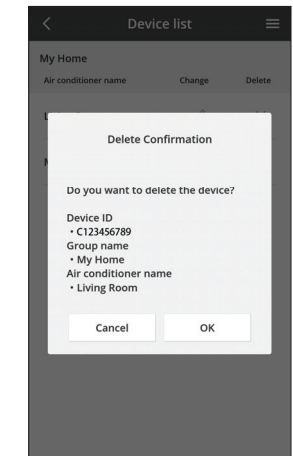 Device list
My Home
Air conditioner name Change Delete
L
M
Delete Confirmation
Do you want to delete the device?
Device ID
• C123456789
Group name
• My Home
Air conditioner name
• Living Room
Cancel OK